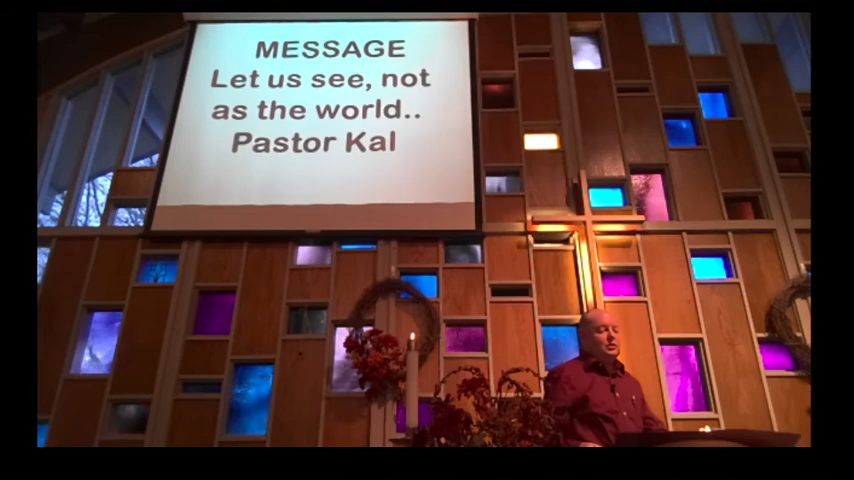 MESSAGE
Let us see, not
as the world..
Pastor Kal